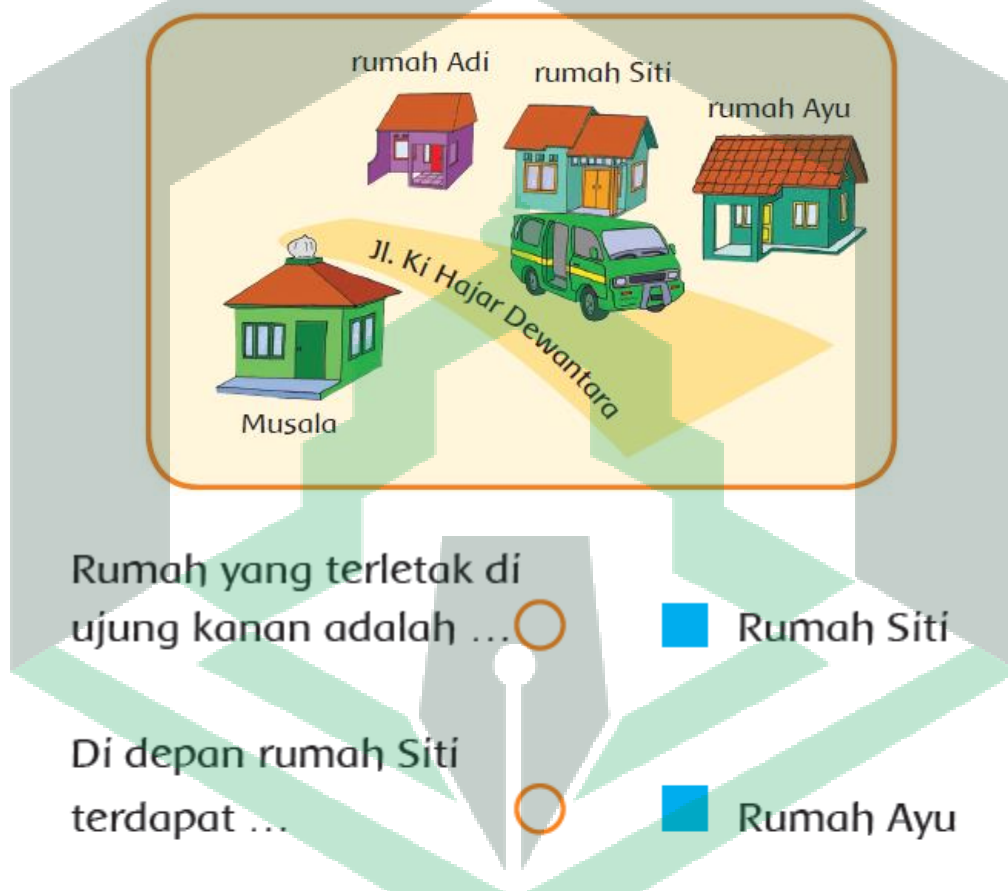 rumah Adi
rumah Siti
rumah Ayu
Jl. Ki Hajar Dewantara
Musala
Rumah yang terletak di
ujung kanan adalah ...
Rumah Siti
Di depan rumah Siti
terdapat ...
Rumah Ayu